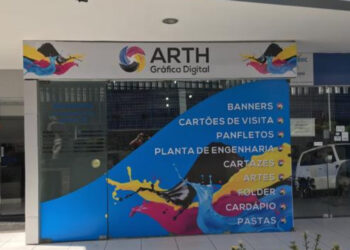 ARTH
Gráfica Digital
BANNERS
CARTÕES DE VISITA
PANFLETOS
PLANTA DE ENGENHARIA
CARTAZES
ARTES
FOLDER
CARDÁPIO
PASTAS